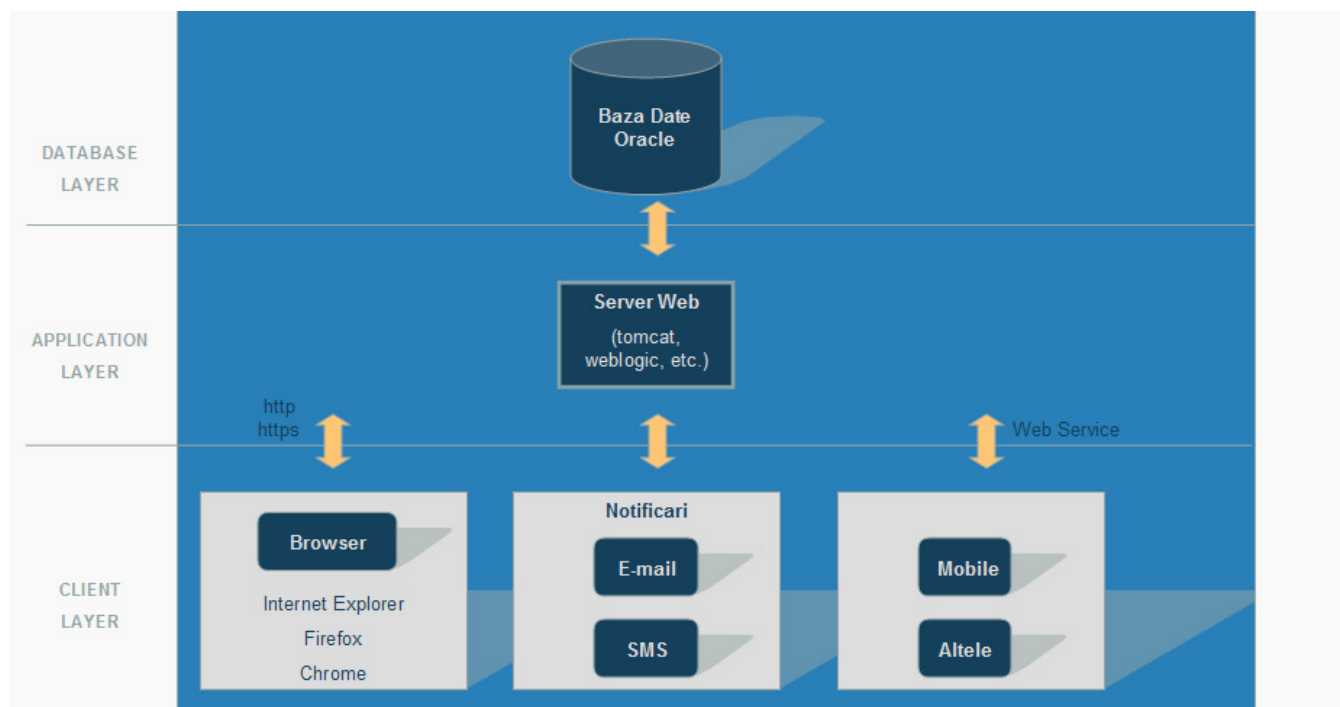 Baza Date
Oracle
DATABASE
LAYER
Server Web
(tomcat,
weblogic, etc.)
APPLICATION
LAYER
http
https
Web Service
Notificari
Browser
E-mail
Mobile
Internet Explorer
Firefox
Chrome
SMS
Altele
CLIENT
LAYER